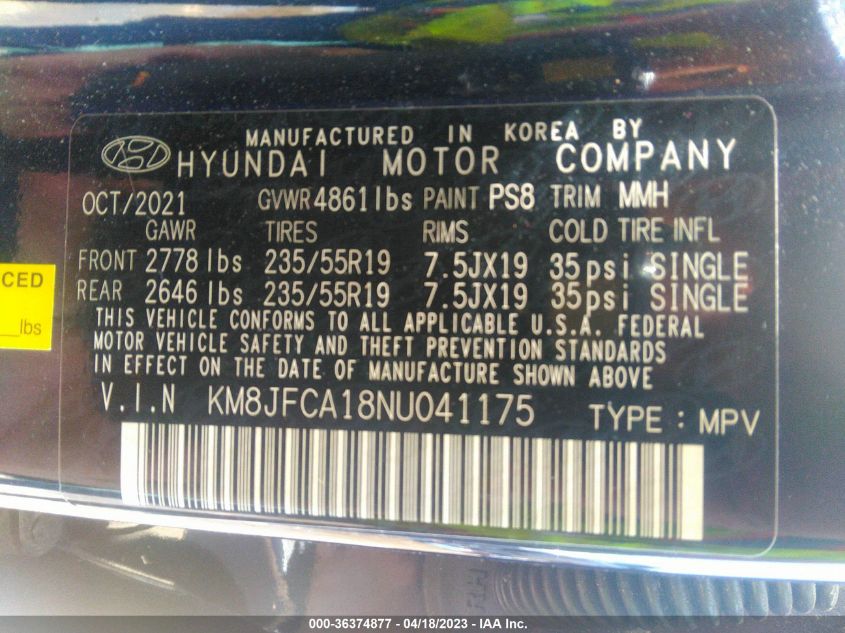 MANUFACTURED IN KOREA BY
HYUNDAI MOTOR COMPANY
OCT/2021 GVWR 4861lbs PAINT PS8 TRIM MMH
GAWR TIRES RIMS COLD TIRE INFL
FRONT 2778 lbs 235/55R19 7.5JX19 35psi SINGLE
REAR 2646 lbs 235/55R19 7.5JX19 35psi SINGLE
THIS VEHICLE CONFORMS TO ALL APPLICABLE U.S.A. FEDERAL
MOTOR VEHICLE SAFETY AND THEFT PREVENTION STANDARDS
IN EFFECT ON THE DATE OF MANUFACTURE SHOWN ABOVE
V.I.N KM8JFCA18NU041175 TYPE : MPV
CED
lbs
RH
000-36374877 - 04/18/2023 - IAA Inc.